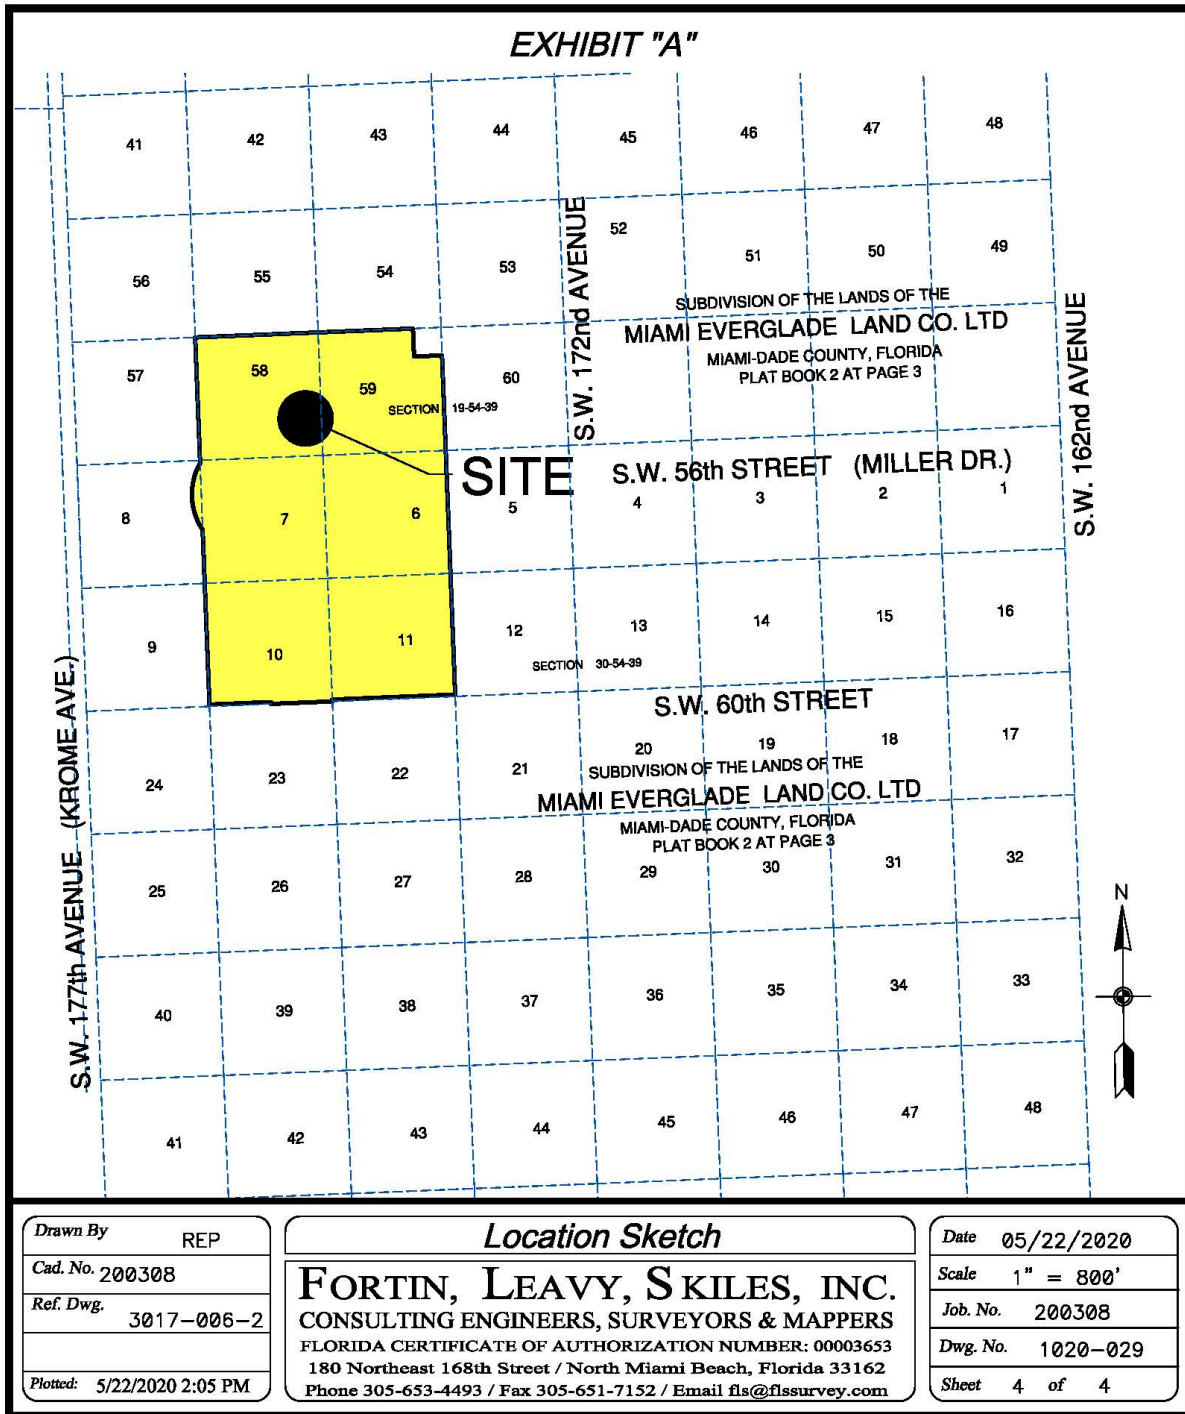 EXHIBIT "A"
41 42 43 44 45 46 47 48
56 55 54 53 52 51 50 49
S.W. 172nd AVENUE
SUBDIVISION OF THE LANDS OF THE
MIAMI EVERGLADE LAND CO. LTD
MIAMI-DADE COUNTY, FLORIDA
PLAT BOOK 2 AT PAGE 3
S.W. 162nd AVENUE
57 58 59 60
SECTION 19-54-39
SITE
S.W. 56th STREET (MILLER DR.)
8 7 6 5 4 3 2 1
9 10 11 12 13 14 15 16
SECTION 30-54-39
S.W. 60th STREET
24 23 22 21 20 19 18 17
SUBDIVISION OF THE LANDS OF THE
MIAMI EVERGLADE LAND CO. LTD
MIAMI-DADE COUNTY, FLORIDA
PLAT BOOK 2 AT PAGE 3
S.W. 177th AVENUE (KROME AVE.)
25 26 27 28 29 30 31 32
N
40 39 38 37 36 35 34 33
41 42 43 44 45 46 47 48
Drawn By REP
Cad. No. 200308
Ref. Dwg. 3017-006-2
Plotted: 5/22/2020 2:05 PM
Location Sketch
FORTIN, LEAVY, SKILES, INC.
CONSULTING ENGINEERS, SURVEYORS & MAPPERS
FLORIDA CERTIFICATE OF AUTHORIZATION NUMBER: 00003653
180 Northeast 168th Street / North Miami Beach, Florida 33162
Phone 305-653-4493 / Fax 305-651-7152 / Email fls@flssurvey.com
Date 05/22/2020
Scale 1" = 800'
Job. No. 200308
Dwg. No. 1020-029
Sheet 4 of 4